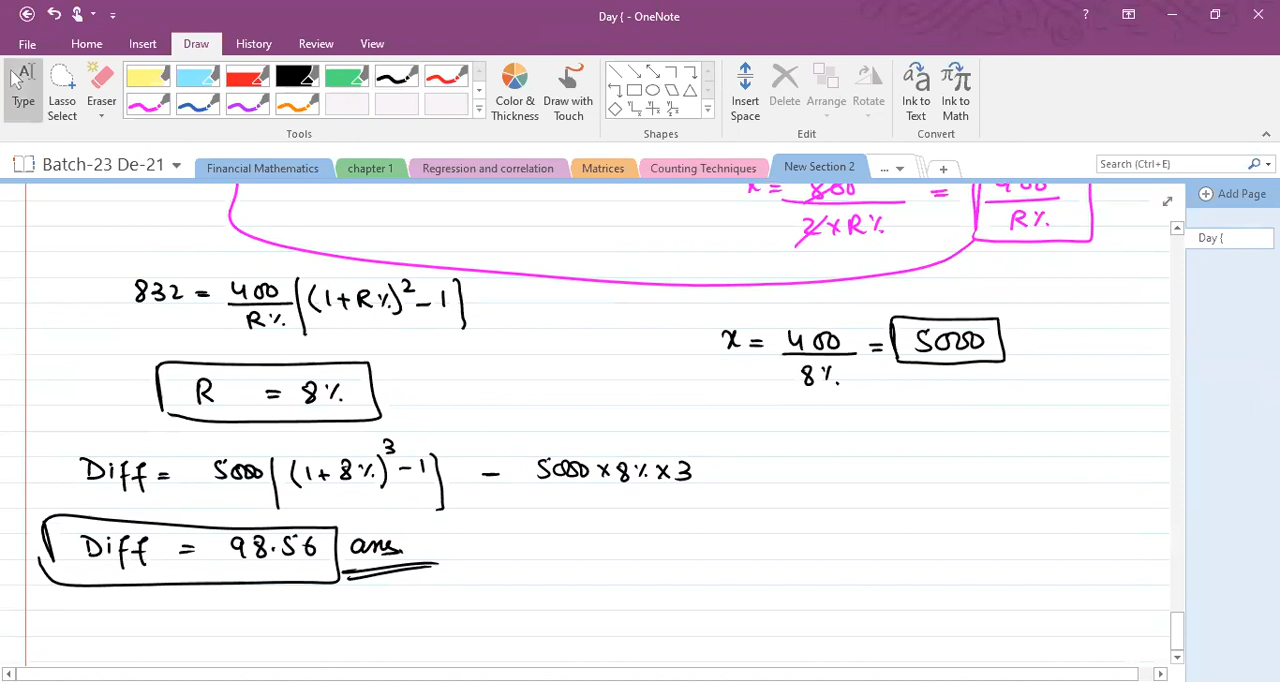 Day { - OneNote
?
File Home Insert Draw History Review View
Type
Lasso Select
Eraser
Color & Thickness
Draw with Touch
Insert Space
Delete
Arrange
Rotate
Ink to Text
Ink to Math
Tools
Shapes
Edit
Convert
Batch-23 De-21
Financial Mathematics
chapter 1
Regression and correlation
Matrices
Counting Techniques
New Section 2
...
Search (Ctrl+E)
Add Page
Day {
x = 800 / 2×R% = 400 / R%
832 = 400/R% [(1+R%)^2 - 1]
x = 400 / 8% = 5000
R = 8%
Diff = 5000[(1+8%)^3 - 1] - 5000×8%×3
Diff = 98.56 ans